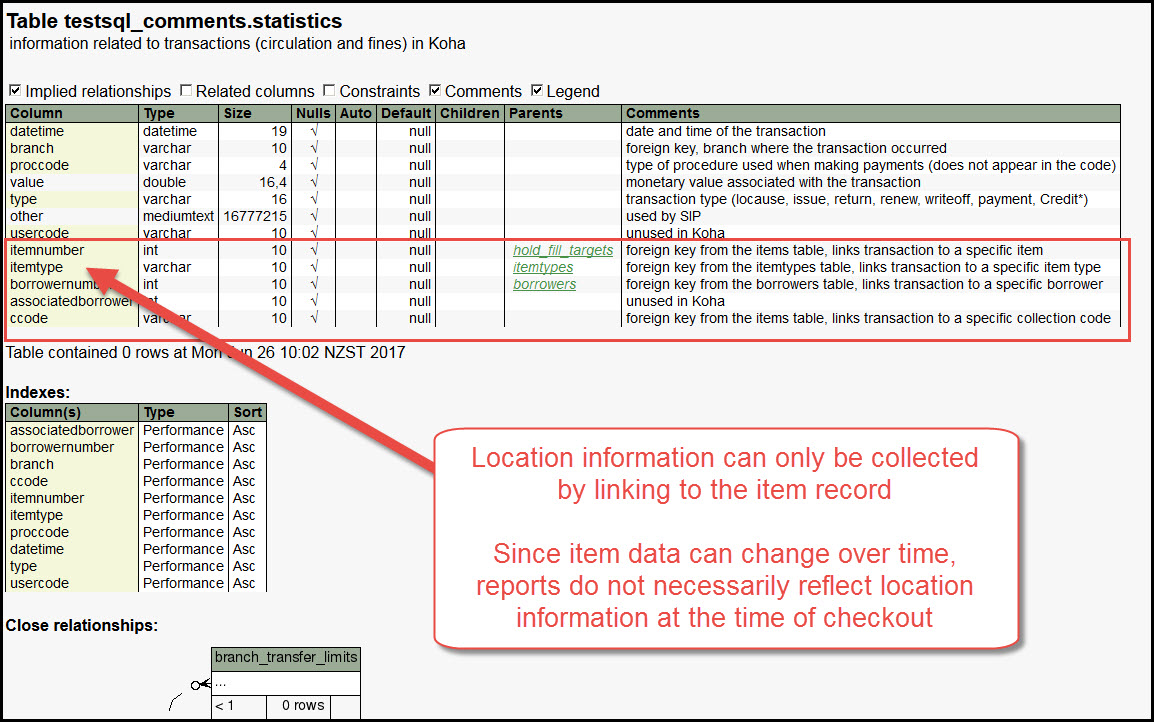 Table testsql_comments.statistics
information related to transactions (circulation and fines) in Koha
Implied relationships Related columns Constraints Comments Legend
Column Type Size Nulls Auto Default Children Parents Comments
datetime datetime 19 √ null date and time of the transaction
branch varchar 10 √ null foreign key, branch where the transaction occurred
proccode varchar 4 √ null type of procedure used when making payments (does not appear in the code)
value double 16,4 √ null monetary value associated with the transaction
type varchar 16 √ null transaction type (locause, issue, return, renew, writeoff, payment, Credit*)
other mediumtext 16777215 √ null used by SIP
usercode varchar 10 √ null unused in Koha
itemnumber int 10 √ null hold_fill_targets foreign key from the items table, links transaction to a specific item
itemtype varchar 10 √ null itemtypes foreign key from the itemtypes table, links transaction to a specific item type
borrowernumber int 10 √ null borrowers foreign key from the borrowers table, links transaction to a specific borrower
associatedborrower int 10 √ null unused in Koha
ccode varchar 10 √ null foreign key from the items table, links transaction to a specific collection code
Table contained 0 rows at Mon Jun 26 10:02 NZST 2017
Indexes:
Column(s) Type Sort
associatedborrower Performance Asc
borrowernumber Performance Asc
branch Performance Asc
ccode Performance Asc
itemnumber Performance Asc
itemtype Performance Asc
proccode Performance Asc
datetime Performance Asc
type Performance Asc
usercode Performance Asc
Location information can only be collected
by linking to the item record
Since item data can change over time,
reports do not necessarily reflect location
information at the time of checkout
Close relationships:
branch_transfer_limits
...
< 1 0 rows